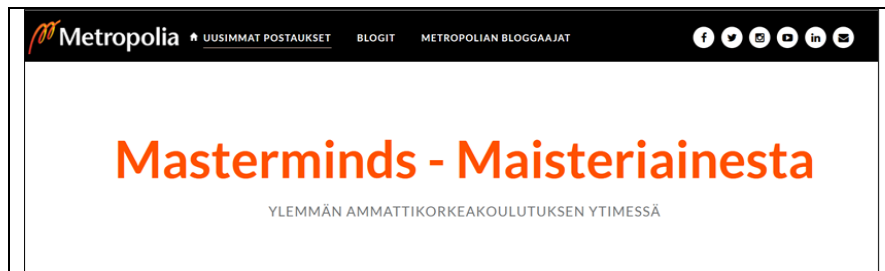 Metropolia UUSIMMAT POSTAUKSET BLOGIT METROPOLIAN BLOGGAAJAT
Masterminds - Maisteriainesta
YLEMMÄN AMMATTIKORKEAKOULUTUKSEN YTIMESSÄ